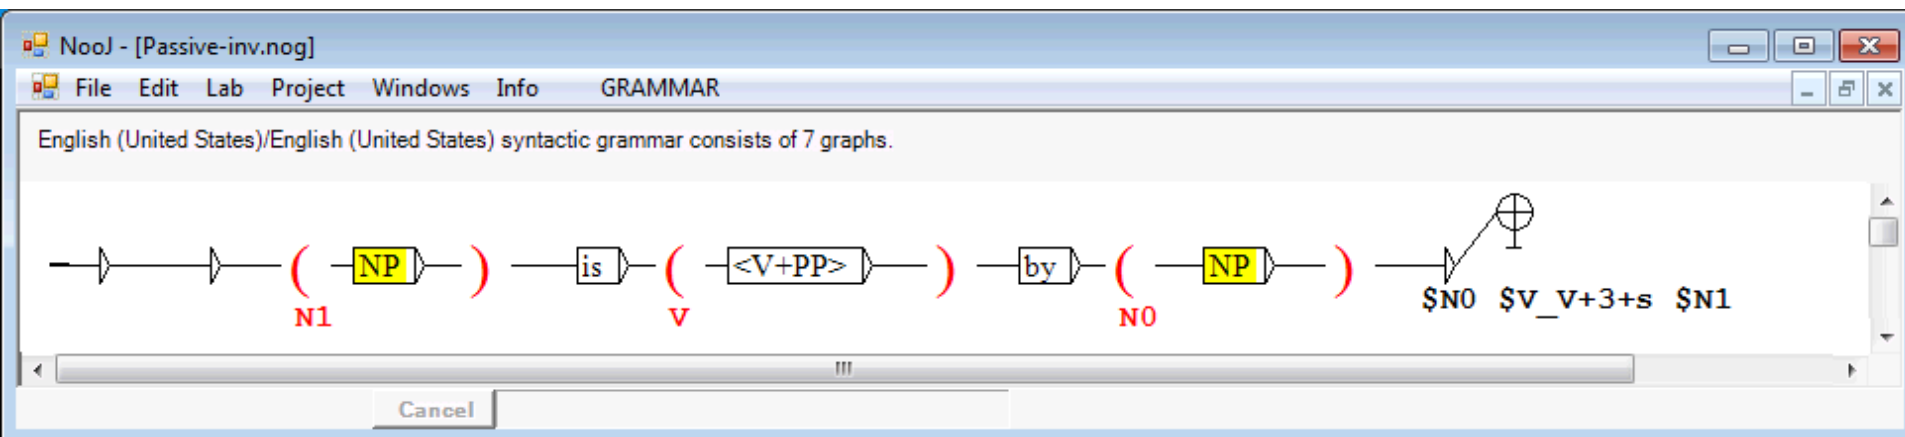 NooJ - [Passive-inv.nog]
File Edit Lab Project Windows Info GRAMMAR
English (United States)/English (United States) syntactic grammar consists of 7 graphs.
( NP ) is ( <V+PP> ) by ( NP )
N1 V N0 $N0 $V_V+3+s $N1
Cancel